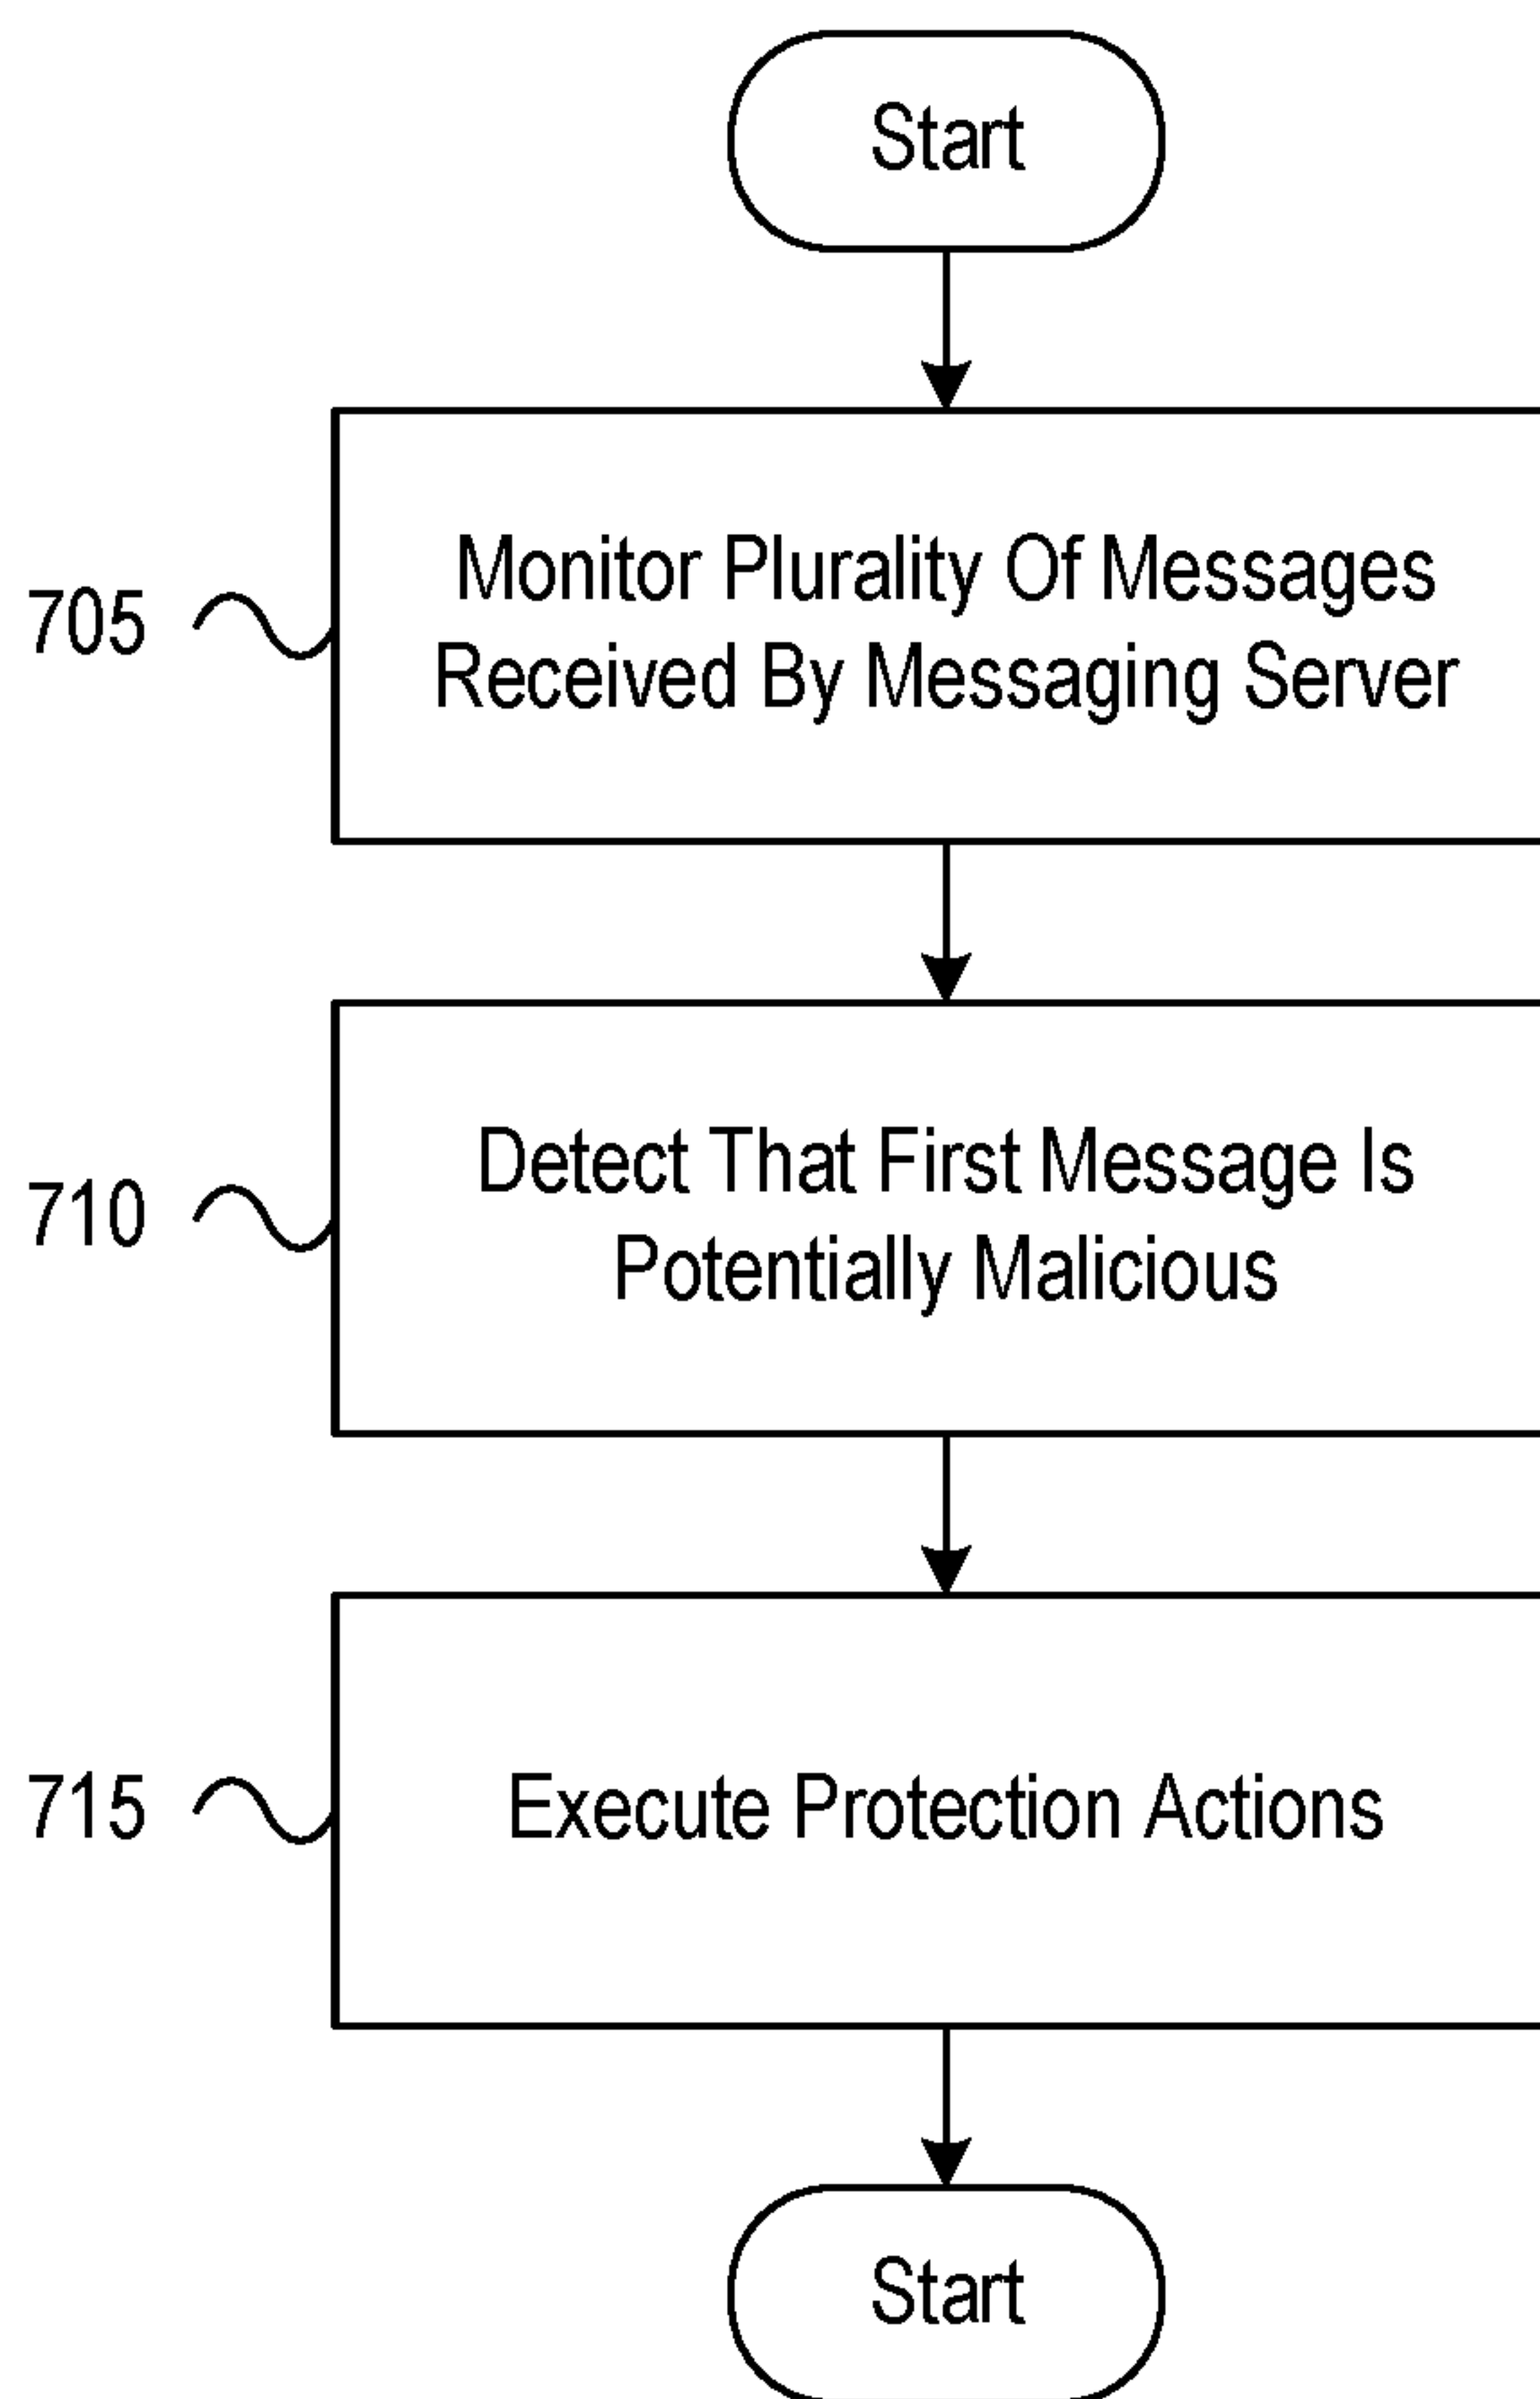 Start
705
Monitor Plurality Of Messages
Received By Messaging Server
710
Detect That First Message Is
Potentially Malicious
715
Execute Protection Actions
Start